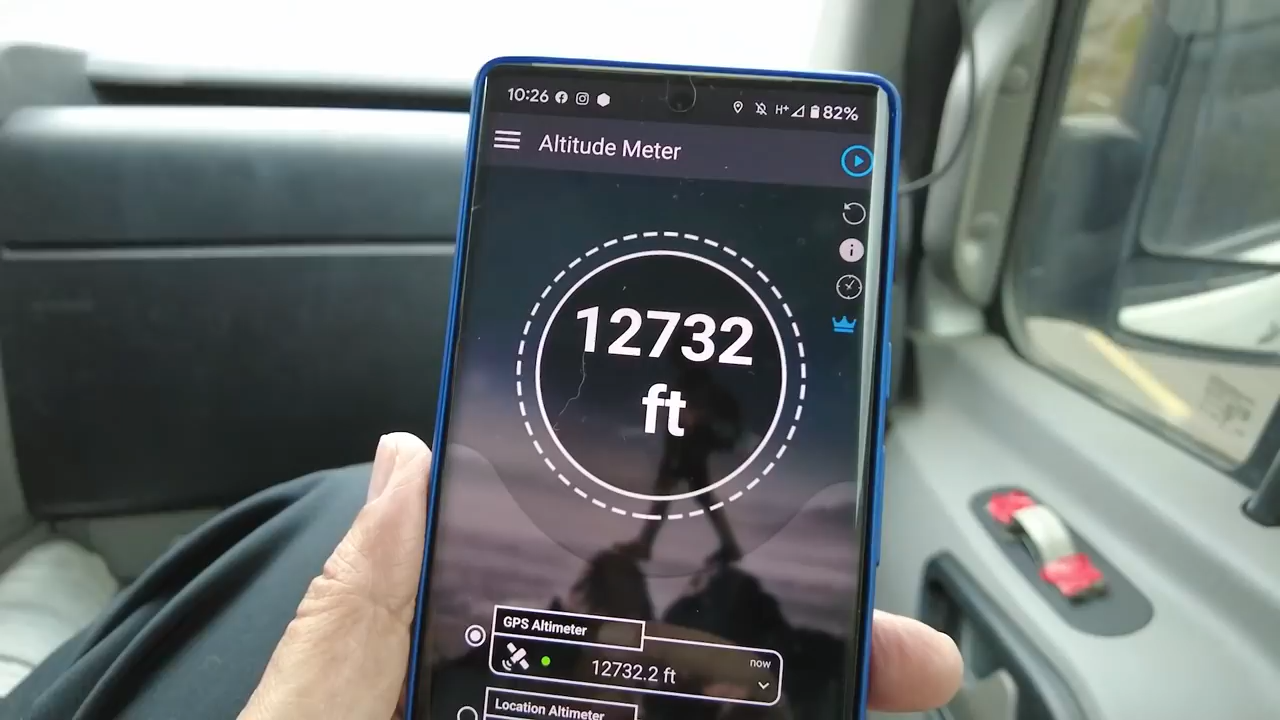 10:26
H+
82%
Altitude Meter
12732
ft
GPS Altimeter
now
12732.2 ft
Location Altimeter